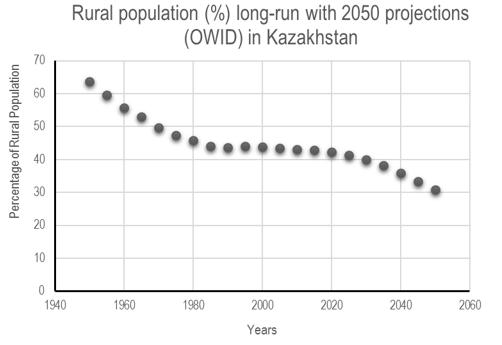 Rural population (%) long-run with 2050 projections
(OWID) in Kazakhstan
70
60
50
40
30
20
10
0
Percentage of Rural Population
1940 1960 1980 2000 2020 2040 2060
Years